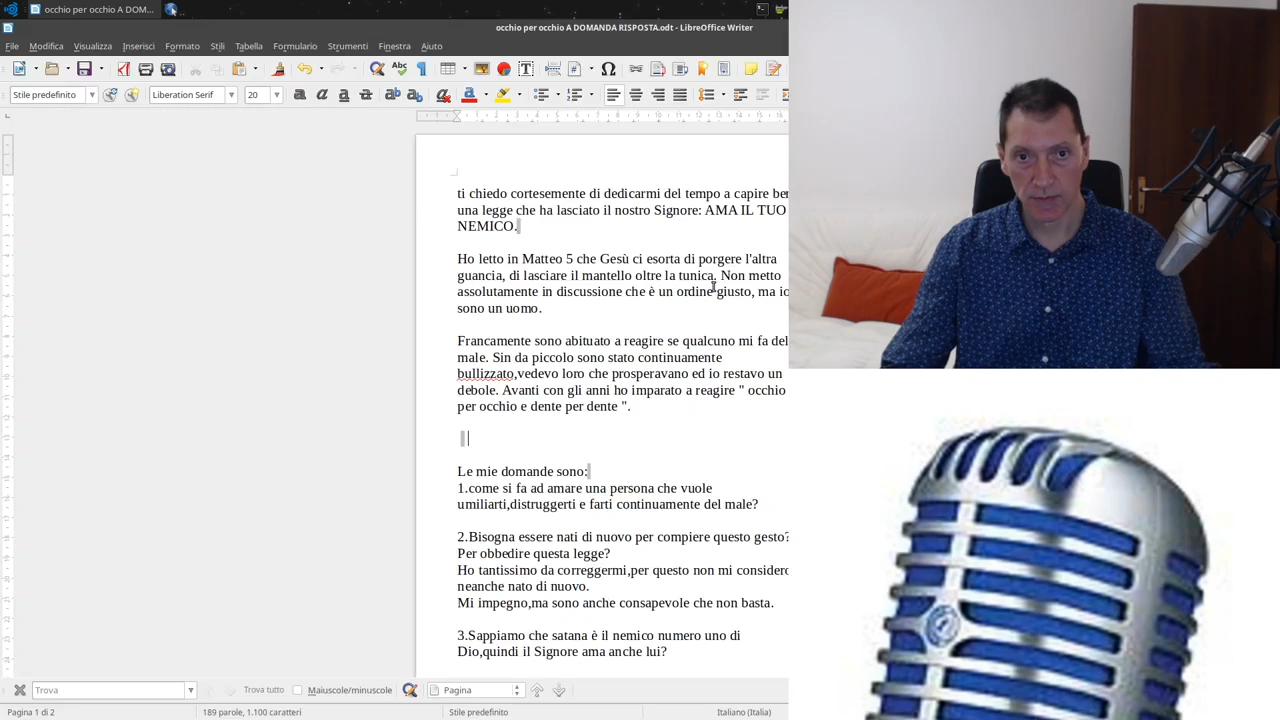 occhio per occhio A DOM...
occhio per occhio A DOMANDA RISPOSTA.odt - LibreOffice Writer
File Modifica Visualizza Inserisci Formato Stili Tabella Formulario Strumenti Finestra Aiuto
Stile predefinito Liberation Serif 20
ti chiedo cortesemente di dedicarmi del tempo a capire
una legge che ha lasciato il nostro Signore: AMA IL TUO
NEMICO.
Ho letto in Matteo 5 che Gesù ci esorta di porgere l'altra
guancia, di lasciare il mantello oltre la tunica. Non metto
assolutamente in discussione che è un ordine giusto, ma io
sono un uomo.
Francamente sono abituato a reagire se qualcuno mi fa del
male. Sin da piccolo sono stato continuamente
bullizzato,vedevo loro che prosperavano ed io restavo un
debole. Avanti con gli anni ho imparato a reagire " occhio
per occhio e dente per dente ".
Le mie domande sono:
1.come si fa ad amare una persona che vuole
umiliarti,distruggerti e farti continuamente del male?
2.Bisogna essere nati di nuovo per compiere questo gesto?
Per obbedire questa legge?
Ho tantissimo da correggermi,per questo non mi considero
neanche nato di nuovo.
Mi impegno,ma sono anche consapevole che non basta.
3.Sappiamo che satana è il nemico numero uno di
Dio,quindi il Signore ama anche lui?
Trova Trova tutto Maiuscole/minuscole Pagina
Pagina 1 di 2 189 parole, 1.100 caratteri Stile predefinito Italiano (Italia)